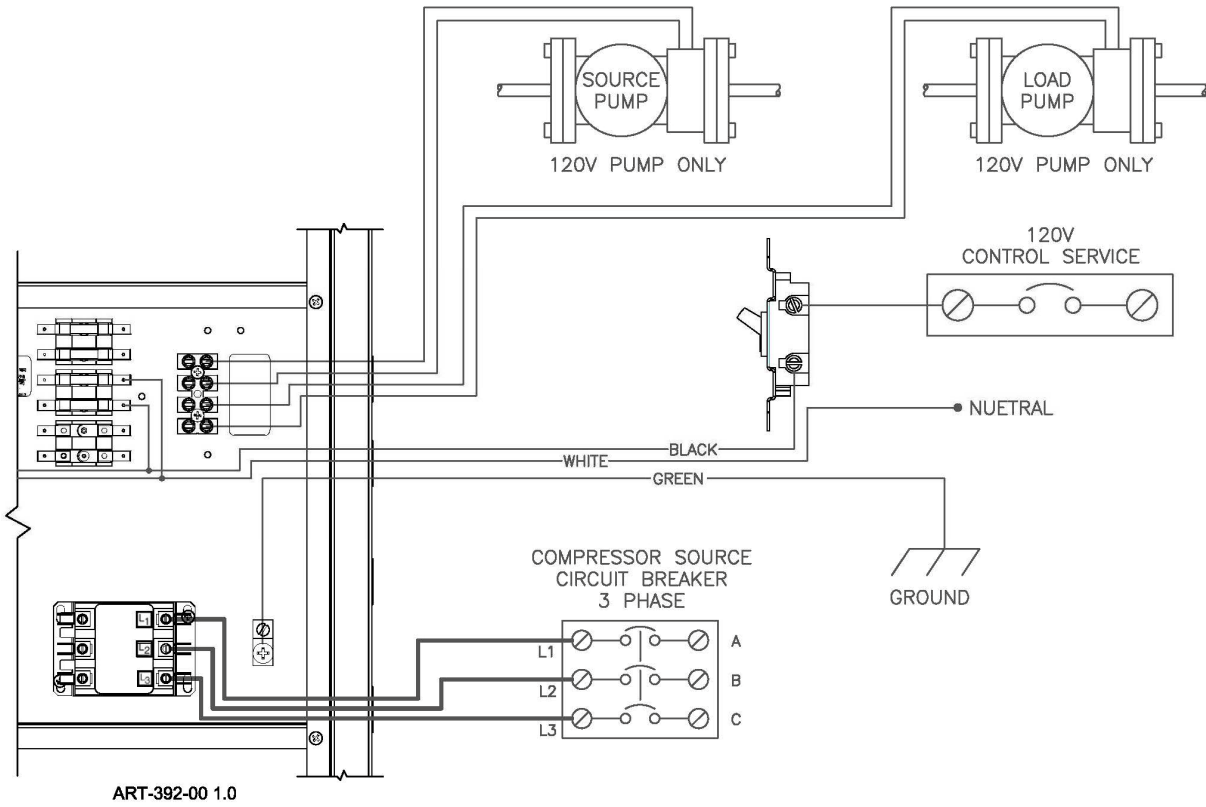 SOURCE
PUMP
120V PUMP ONLY
LOAD
PUMP
120V PUMP ONLY
120V
CONTROL SERVICE
NUETRAL
BLACK
WHITE
GREEN
GROUND
COMPRESSOR SOURCE
CIRCUIT BREAKER
3 PHASE
L1
L2
L3
L1
L2
L3
A
B
C
ART-392-00 1.0